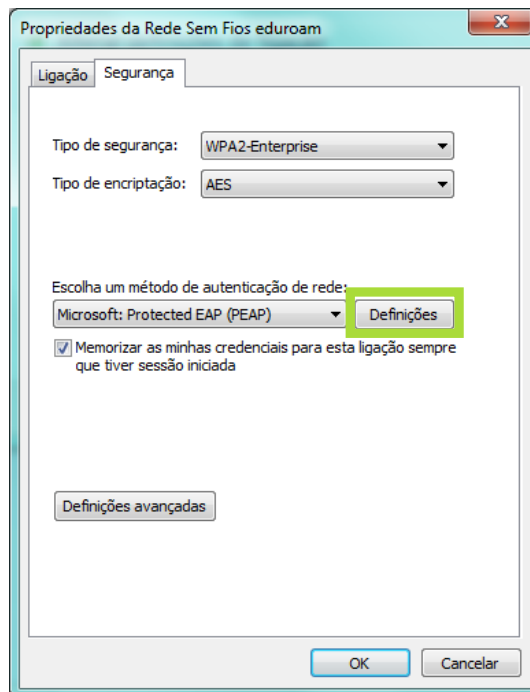 Propriedades da Rede Sem Fios eduroam
Ligação
Segurança
Tipo de segurança: WPA2-Enterprise
Tipo de encriptação: AES
Escolha um método de autenticação de rede:
Microsoft: Protected EAP (PEAP) Definições
Memorizar as minhas credenciais para esta ligação sempre
que tiver sessão iniciada
Definições avançadas
OK Cancelar